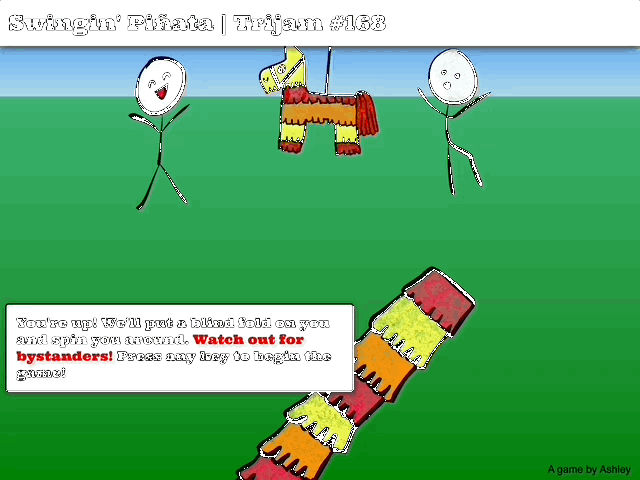 Swingin' Piñata | Trijam #168
You're up! We'll put a blind fold on you
and spin you around. Watch out for
bystanders! Press any key to begin the
game!
A game by Ashley